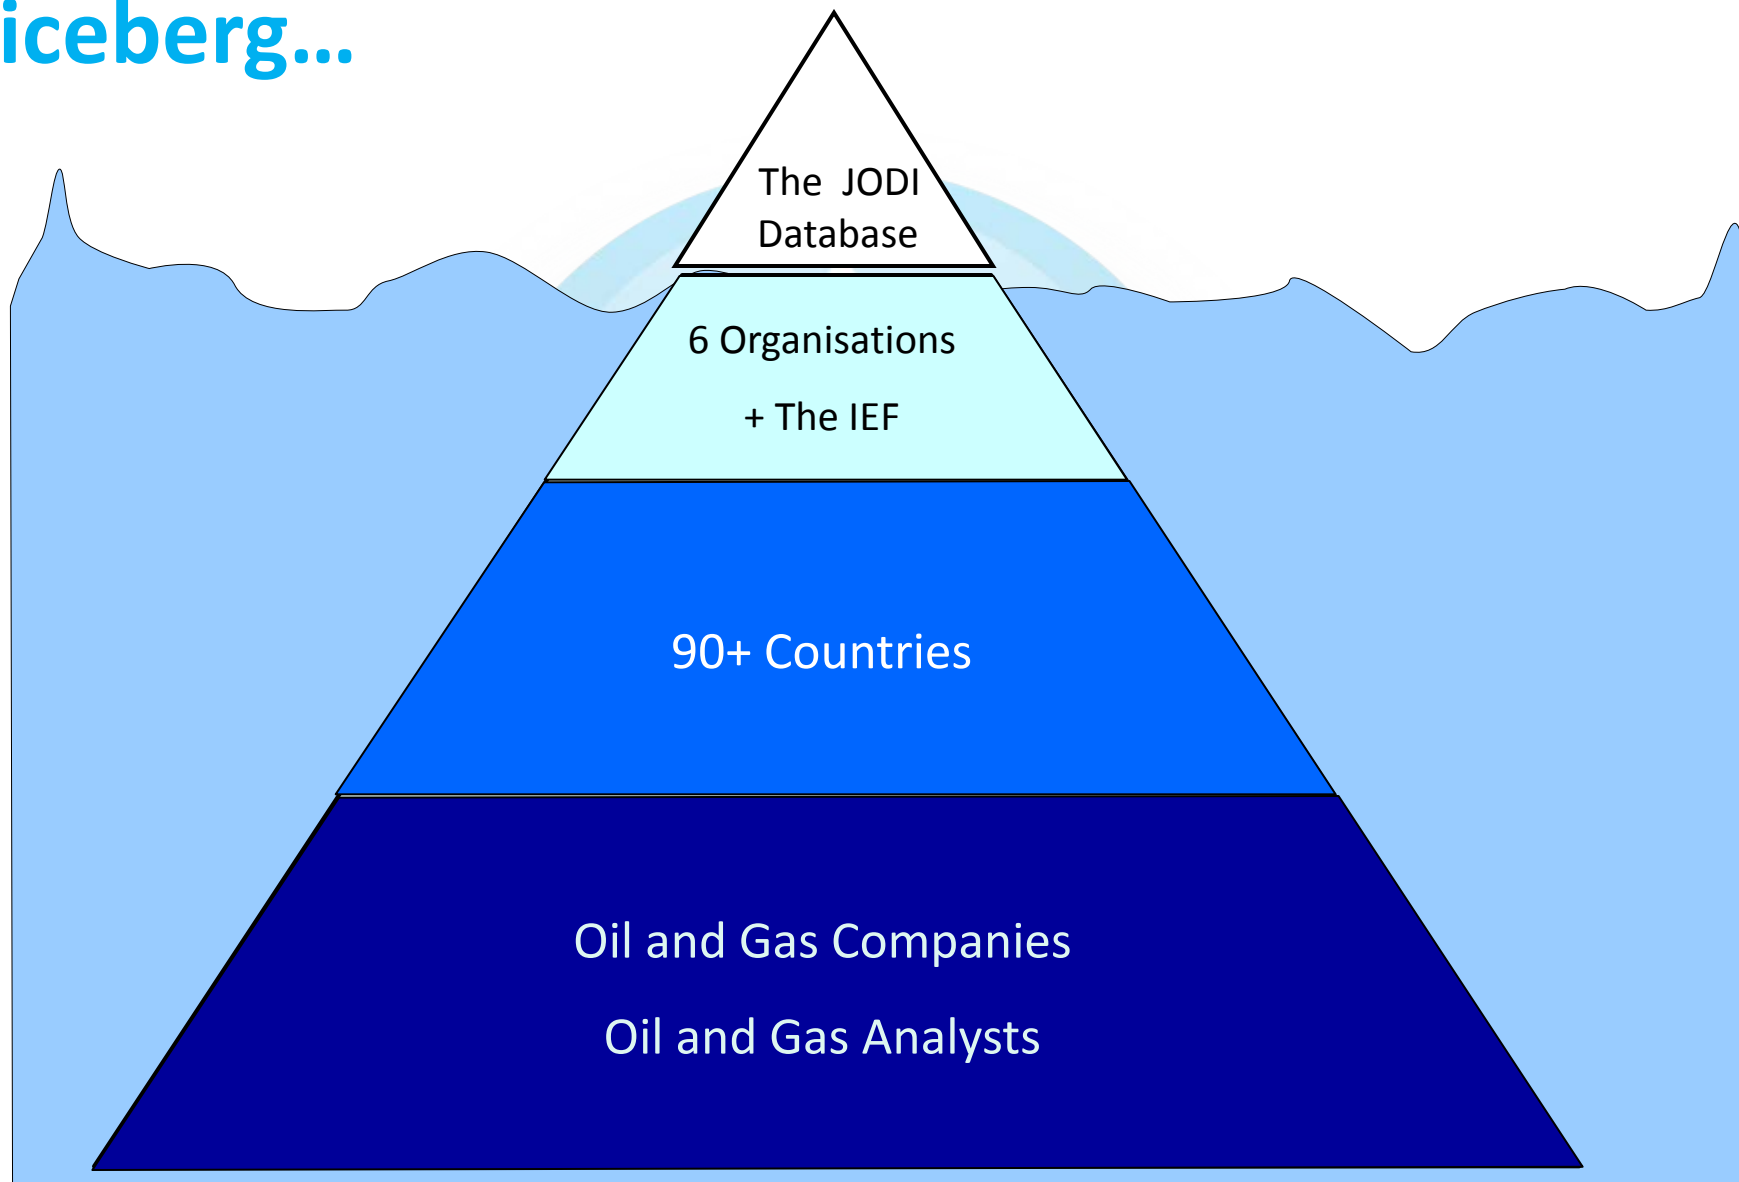 iceberg...
The JODI
Database
6 Organisations
+ The IEF
90+ Countries
Oil and Gas Companies
Oil and Gas Analysts